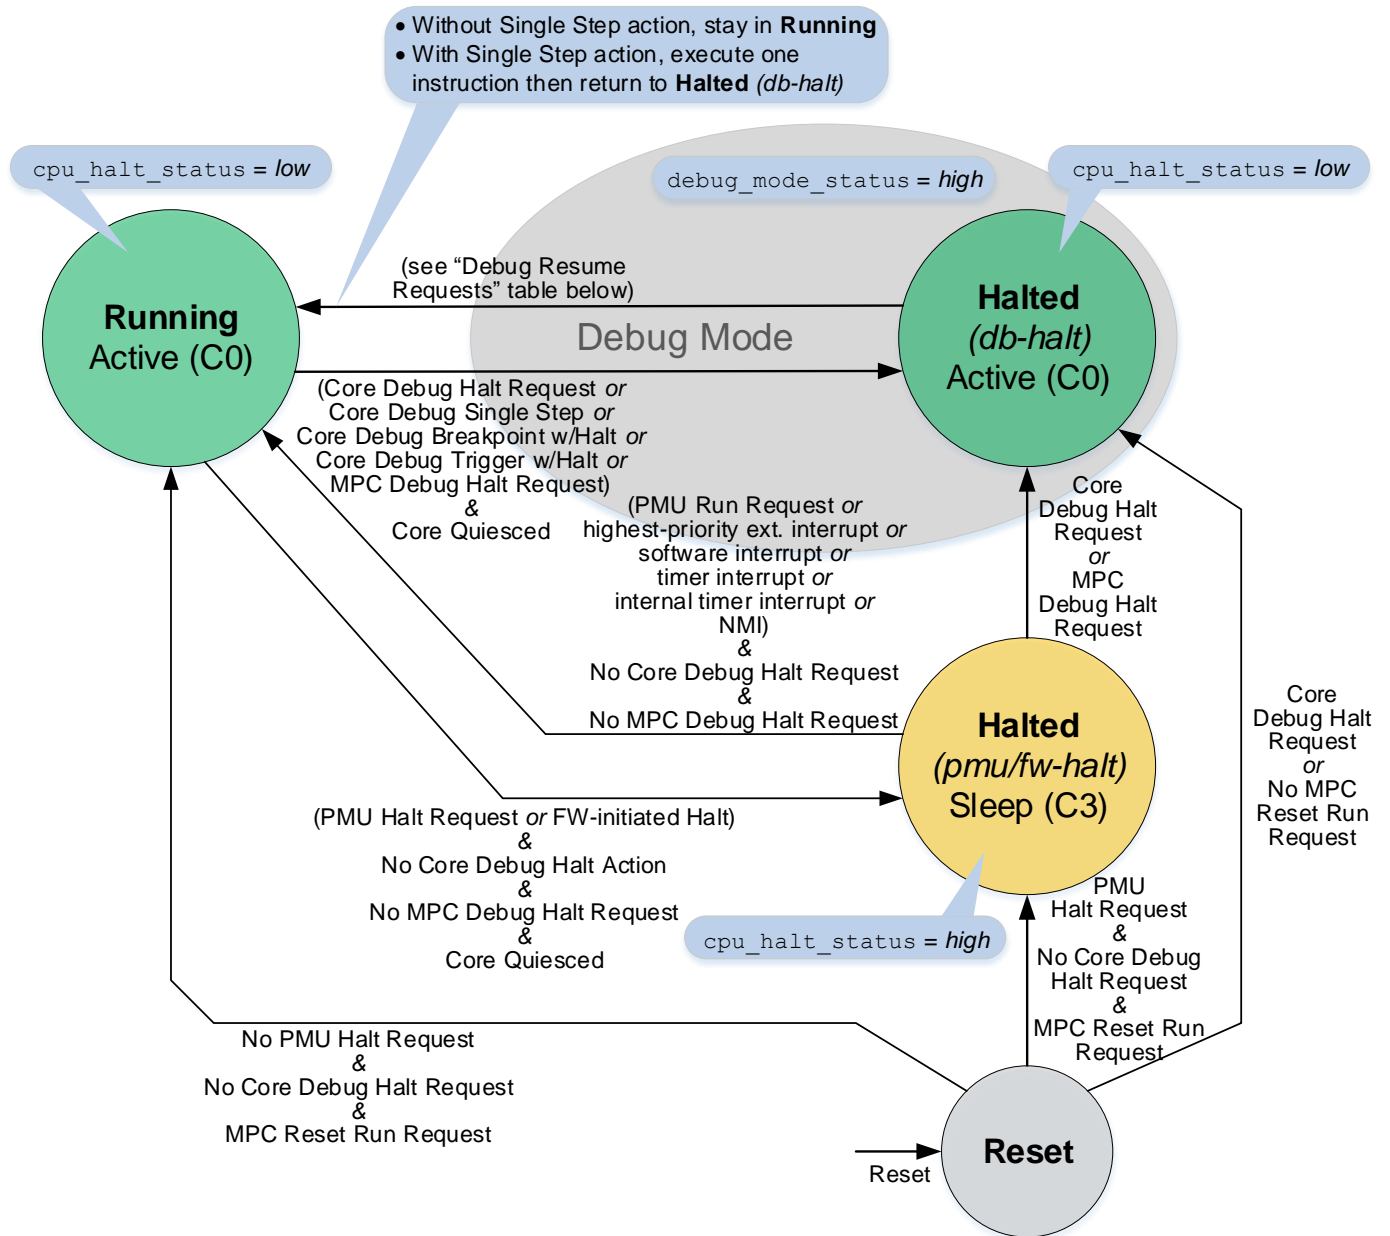 • Without Single Step action, stay in Running
• With Single Step action, execute one
instruction then return to Halted (db-halt)
cpu_halt_status = low
debug_mode_status = high
cpu_halt_status = low
Running
Active (C0)
(see “Debug Resume
Requests” table below)
Debug Mode
Halted
(db-halt)
Active (C0)
(Core Debug Halt Request or
Core Debug Single Step or
Core Debug Breakpoint w/Halt or
Core Debug Trigger w/Halt or
MPC Debug Halt Request)
&
Core Quiesced
(PMU Run Request or
highest-priority ext. interrupt or
software interrupt or
timer interrupt or
internal timer interrupt or
NMI)
&
No Core Debug Halt Request
&
No MPC Debug Halt Request
Core
Debug Halt
Request
or
MPC
Debug Halt
Request
Halted
(pmu/fw-halt)
Sleep (C3)
Core
Debug Halt
Request
or
No MPC
Reset Run
Request
(PMU Halt Request or FW-initiated Halt)
&
No Core Debug Halt Action
&
No MPC Debug Halt Request
&
Core Quiesced
cpu_halt_status = high
PMU
Halt Request
&
No Core Debug
Halt Request
&
MPC Reset Run
Request
No PMU Halt Request
&
No Core Debug Halt Request
&
MPC Reset Run Request
Reset
Reset